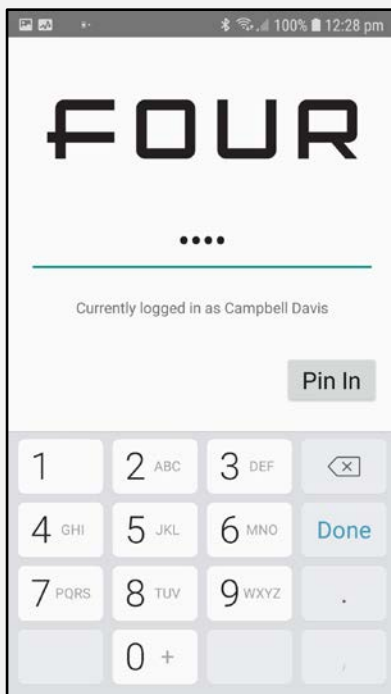 100% 12:28 pm
FOUR
••••
Currently logged in as Campbell Davis
Pin In
1 2 ABC 3 DEF
4 GHI 5 JKL 6 MNO Done
7 PQRS 8 TUV 9 WXYZ .
0 + ,